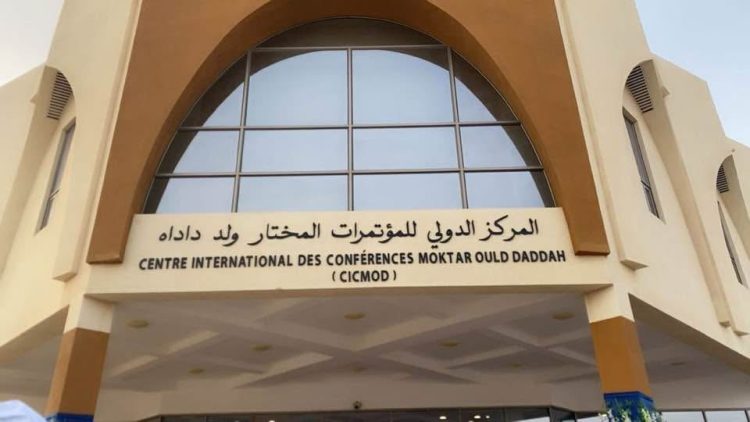 المركز الدولي للمؤتمرات المختار ولد داداه
CENTRE INTERNATIONAL DES CONFÉRENCES MOKTAR OULD DADDAH
( CICMOD )